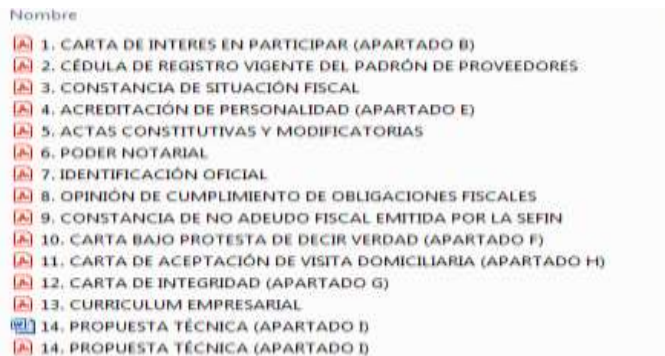 Nombre
1. CARTA DE INTERES EN PARTICIPAR (APARTADO B)
2. CÉDULA DE REGISTRO VIGENTE DEL PADRÓN DE PROVEEDORES
3. CONSTANCIA DE SITUACIÓN FISCAL
4. ACREDITACIÓN DE PERSONALIDAD (APARTADO E)
5. ACTAS CONSTITUTIVAS Y MODIFICATORIAS
6. PODER NOTARIAL
7. IDENTIFICACIÓN OFICIAL
8. OPINIÓN DE CUMPLIMIENTO DE OBLIGACIONES FISCALES
9. CONSTANCIA DE NO ADEUDO FISCAL EMITIDA POR LA SEFIN
10. CARTA BAJO PROTESTA DE DECIR VERDAD (APARTADO F)
11. CARTA DE ACEPTACIÓN DE VISITA DOMICILIARIA (APARTADO H)
12. CARTA DE INTEGRIDAD (APARTADO G)
13. CURRICULUM EMPRESARIAL
14. PROPUESTA TÉCNICA (APARTADO I)
14. PROPUESTA TÉCNICA (APARTADO I)